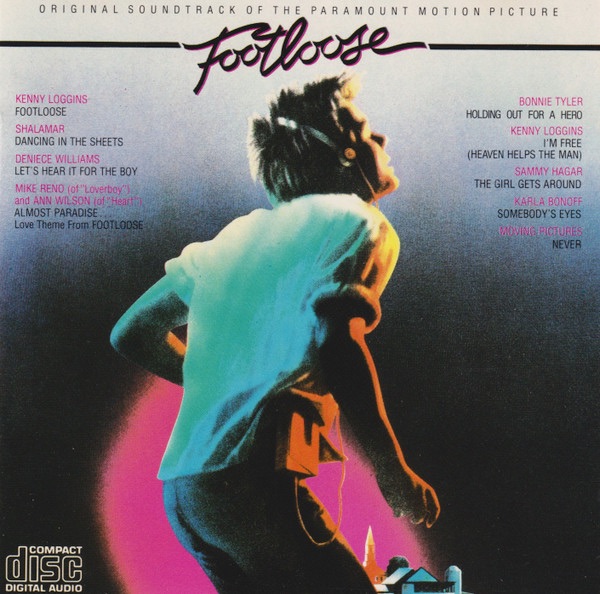 ORIGINAL SOUNDTRACK OF THE PARAMOUNT MOTION PICTURE
Footloose
KENNY LOGGINS
FOOTLOOSE
SHALAMAR
DANCING IN THE SHEETS
DENIECE WILLIAMS
LET'S HEAR IT FOR THE BOY
MIKE RENO (of "Loverboy")
and ANN WILSON (of "Heart")
ALMOST PARADISE...
Love Theme From FOOTLOOSE
BONNIE TYLER
HOLDING OUT FOR A HERO
KENNY LOGGINS
I'M FREE
(HEAVEN HELPS THE MAN)
SAMMY HAGAR
THE GIRL GETS AROUND
KARLA BONOFF
SOMEBODY'S EYES
MOVING PICTURES
NEVER
COMPACT
disc
DIGITAL AUDIO